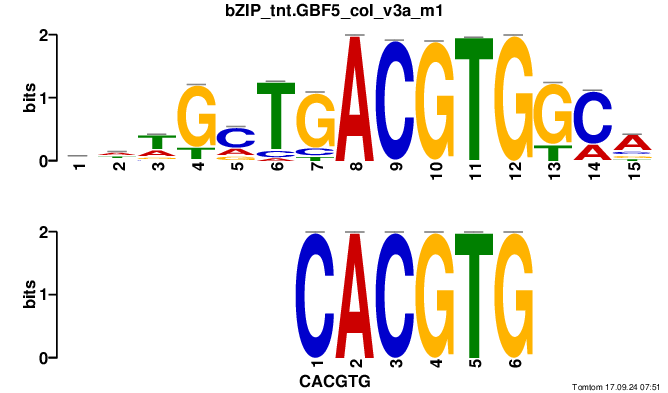 bZIP_tnt.GBF5_col_v3a_m1
bits
2
1
0
TGCTGACGTGGCA
1 2 3 4 5 6 7 8 9 10 11 12 13 14 15
bits
2
1
0
CACGTG
1 2 3 4 5 6
CACGTG
Tomtom 17.09.24 07:51